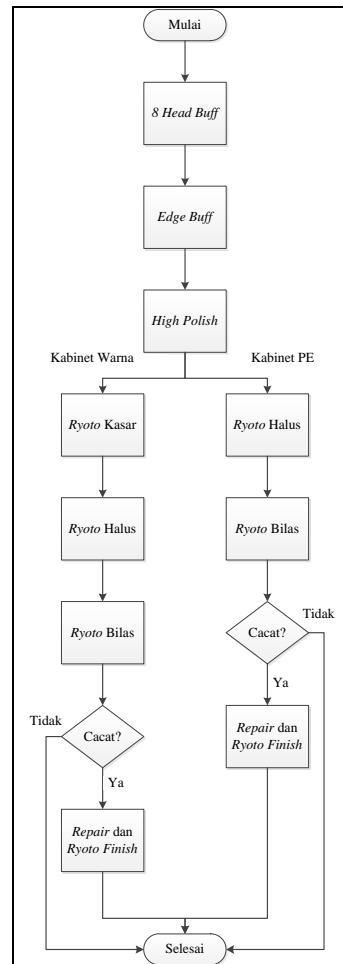 Mulai
8 Head Buff
Edge Buff
High Polish
Kabinet Warna
Kabinet PE
Ryoto Kasar
Ryoto Halus
Ryoto Bilas
Tidak
Cacat?
Ya
Repair dan
Ryoto Finish
Ryoto Halus
Ryoto Bilas
Tidak
Cacat?
Ya
Repair dan
Ryoto Finish
Selesai